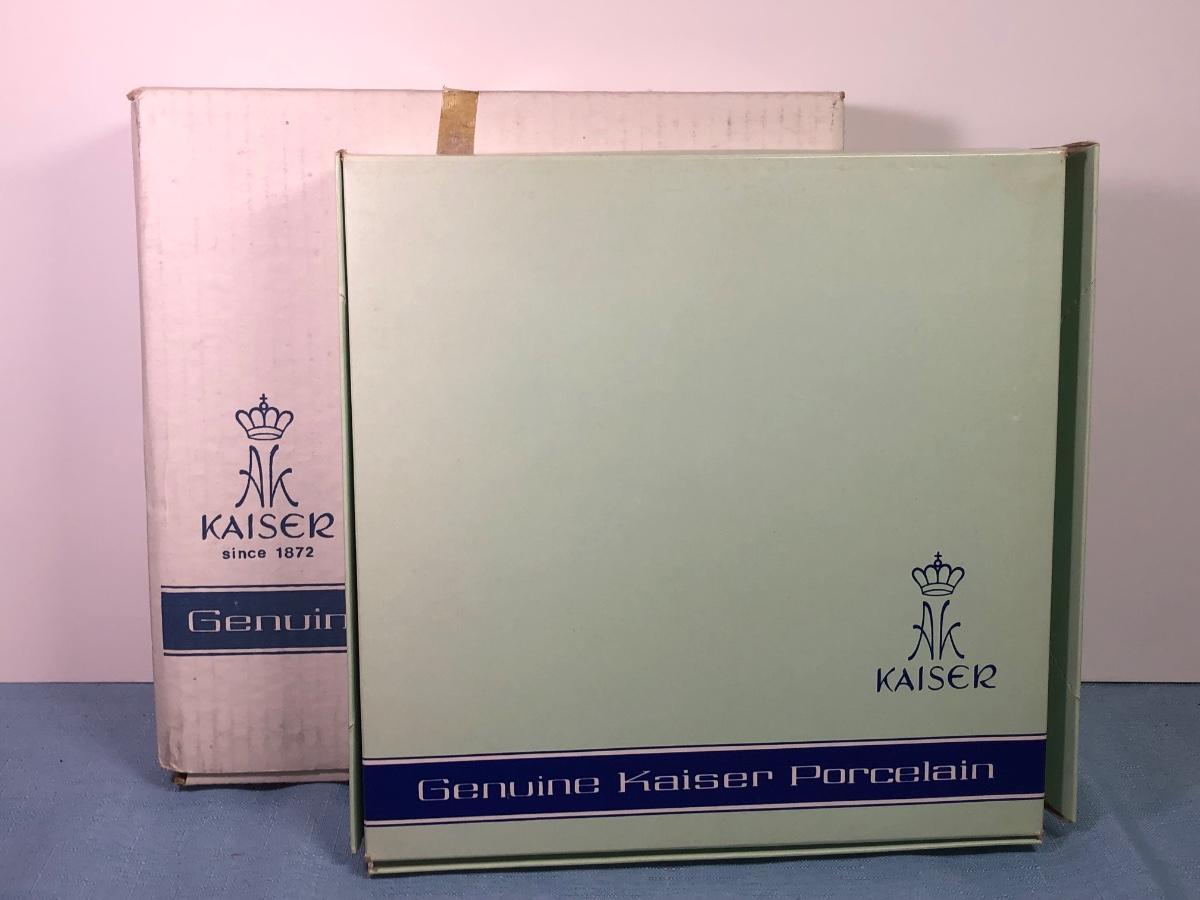 AK
KAISER
since 1872
Genuin
AK
KAISER
Genuine Kaiser Porcelain